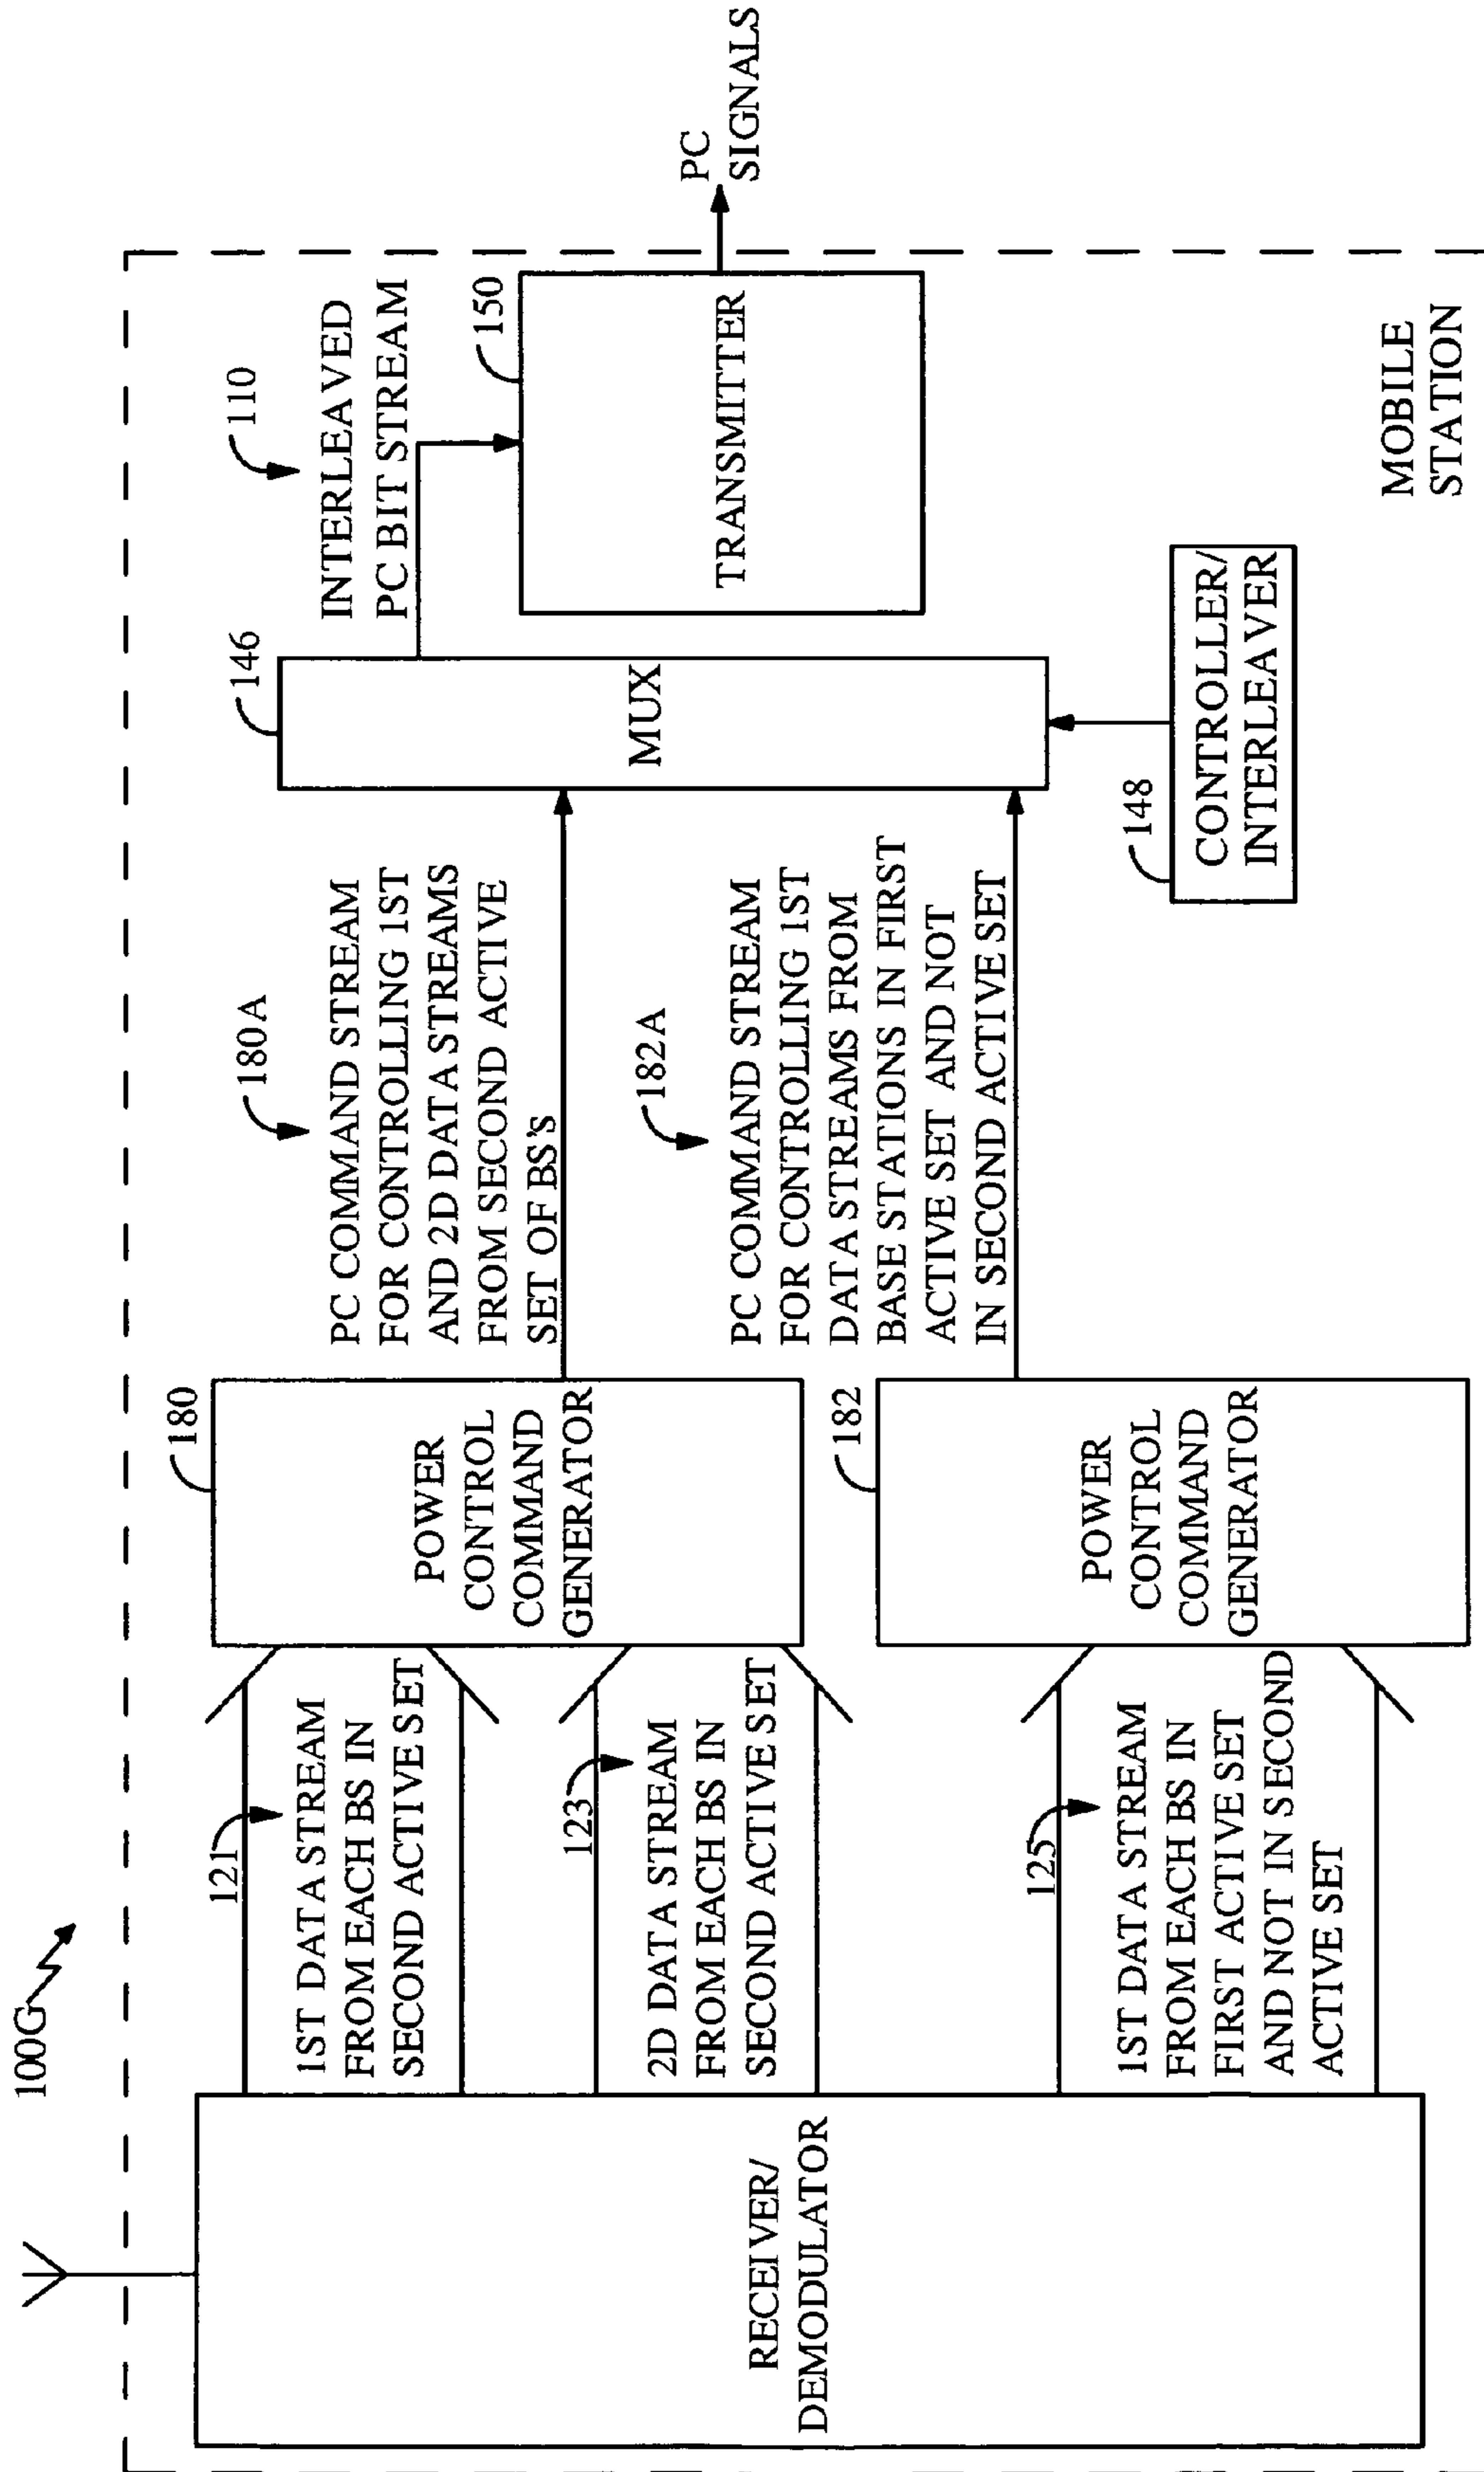 100G
RECEIVER/
DEMODULATOR
121
1ST DATA STREAM
FROM EACH BS IN
SECOND ACTIVE SET
123
2D DATA STREAM
FROM EACH BS IN
SECOND ACTIVE SET
125
1ST DATA STREAM
FROM EACH BS IN
FIRST ACTIVE SET
AND NOT IN SECOND
ACTIVE SET
180
POWER
CONTROL
COMMAND
GENERATOR
182
POWER
CONTROL
COMMAND
GENERATOR
180A
PC COMMAND STREAM
FOR CONTROLLING 1ST
AND 2D DATA STREAMS
FROM SECOND ACTIVE
SET OF BS'S
182A
PC COMMAND STREAM
FOR CONTROLLING 1ST
DATA STREAMS FROM
BASE STATIONS IN FIRST
ACTIVE SET AND NOT
IN SECOND ACTIVE SET
146
MUX
148
CONTROLLER/
INTERLEAVER
110
INTERLEAVED
PC BIT STREAM
150
TRANSMITTER
PC
SIGNALS
MOBILE
STATION